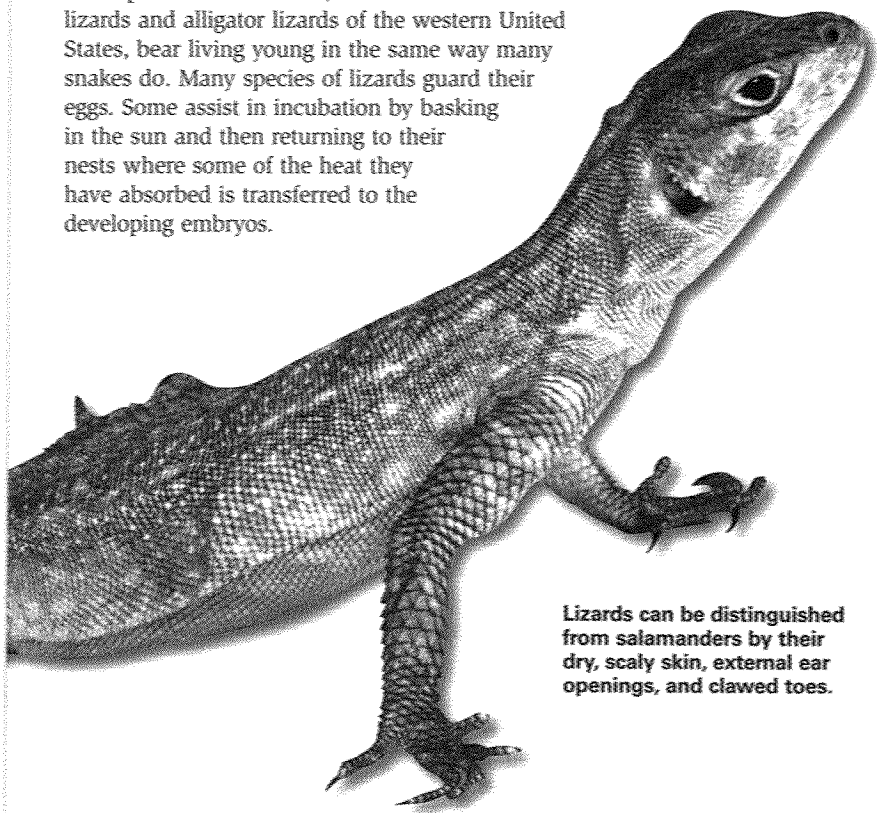 lizards and alligator lizards of the western United
States, bear living young in the same way many
snakes do. Many species of lizards guard their
eggs. Some assist in incubation by basking
in the sun and then returning to their
nests where some of the heat they
have absorbed is transferred to the
developing embryos.
Lizards can be distinguished
from salamanders by their
dry, scaly skin, external ear
openings, and clawed toes.